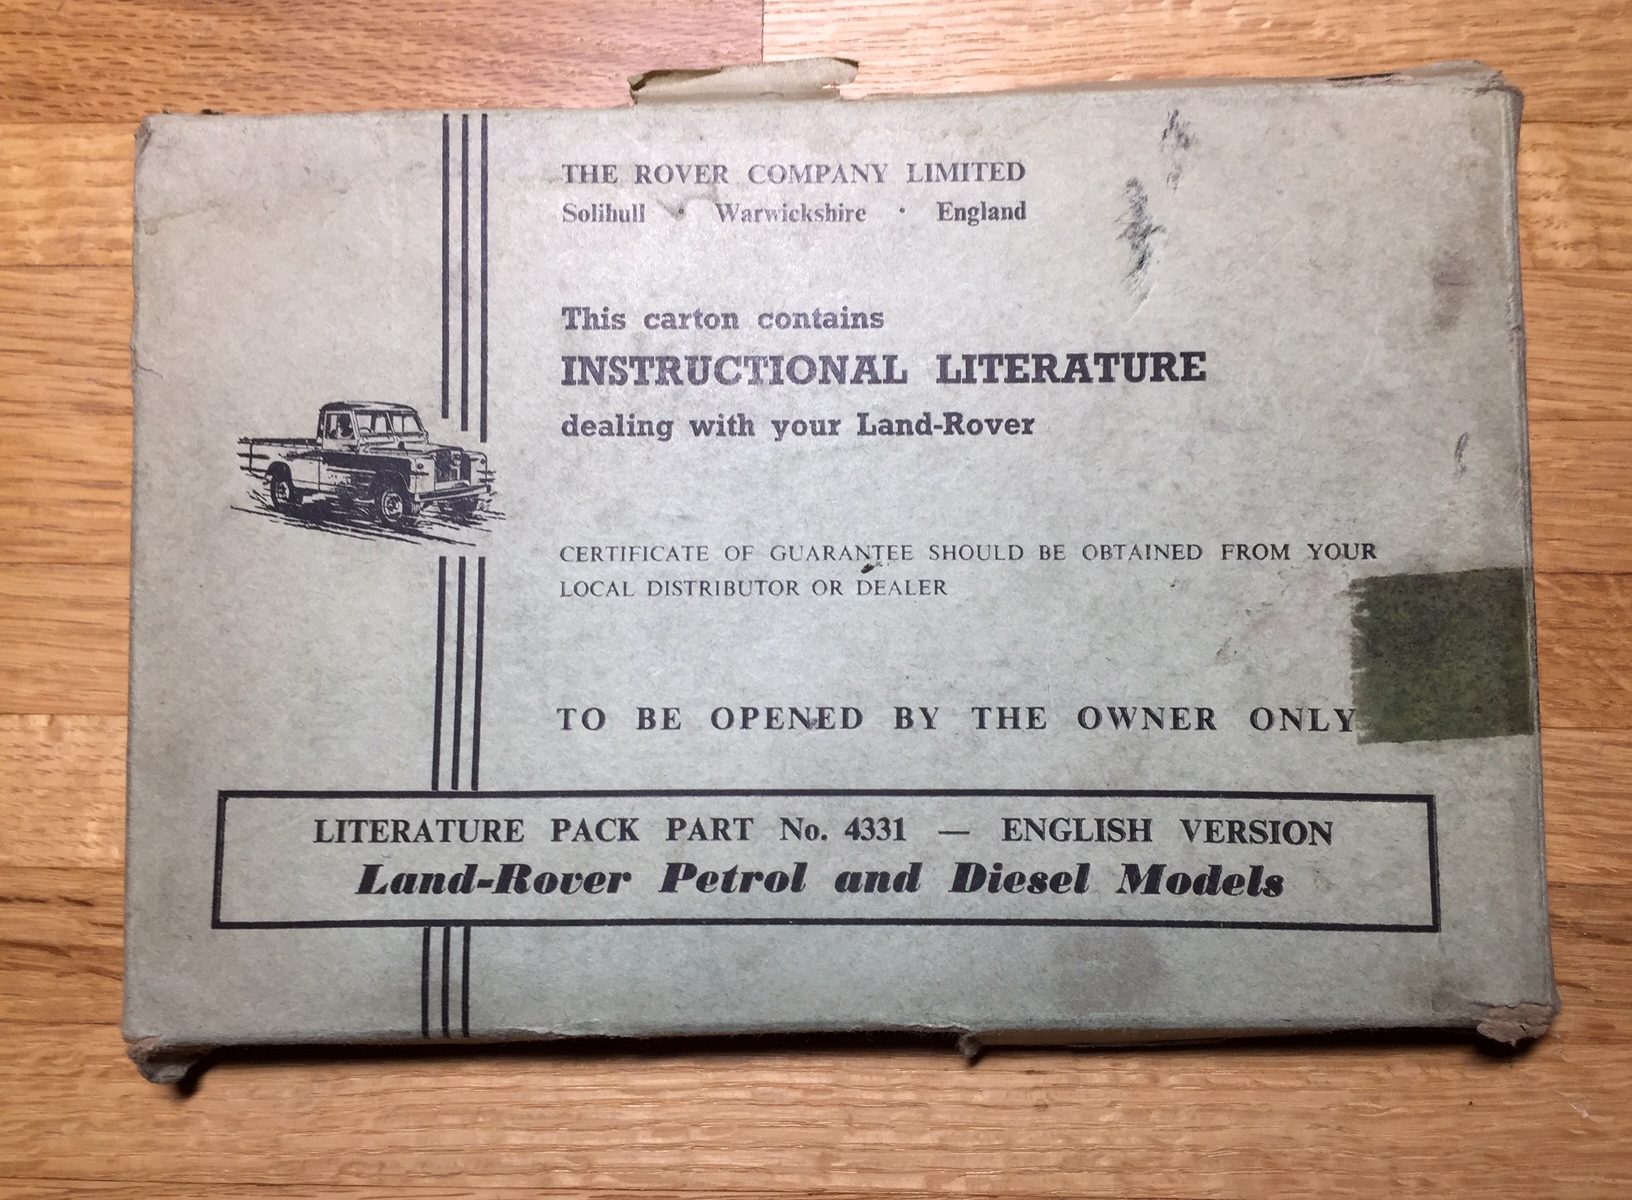 THE ROVER COMPANY LIMITED
Solihull · Warwickshire · England
This carton contains
INSTRUCTIONAL LITERATURE
dealing with your Land-Rover
CERTIFICATE OF GUARANTEE SHOULD BE OBTAINED FROM YOUR
LOCAL DISTRIBUTOR OR DEALER
TO BE OPENED BY THE OWNER ONLY
LITERATURE PACK PART No. 4331 — ENGLISH VERSION
Land-Rover Petrol and Diesel Models